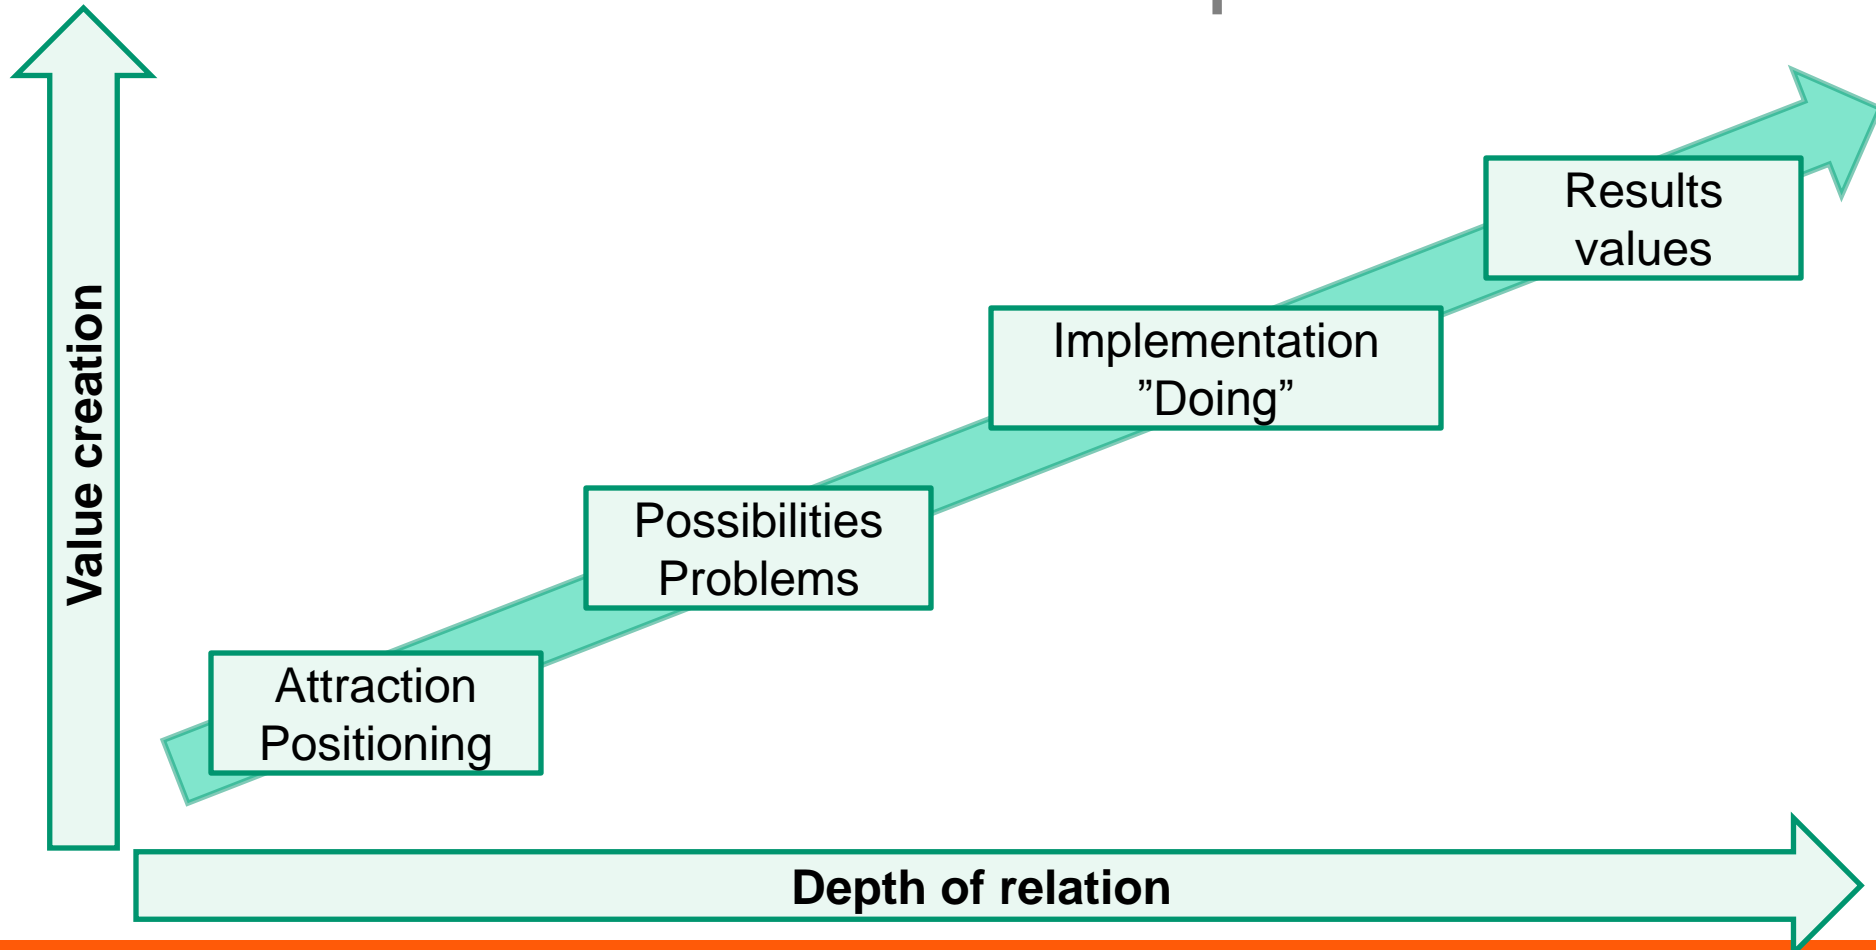 Value creation
Results
values
Implementation
”Doing”
Possibilities
Problems
Attraction
Positioning
Depth of relation